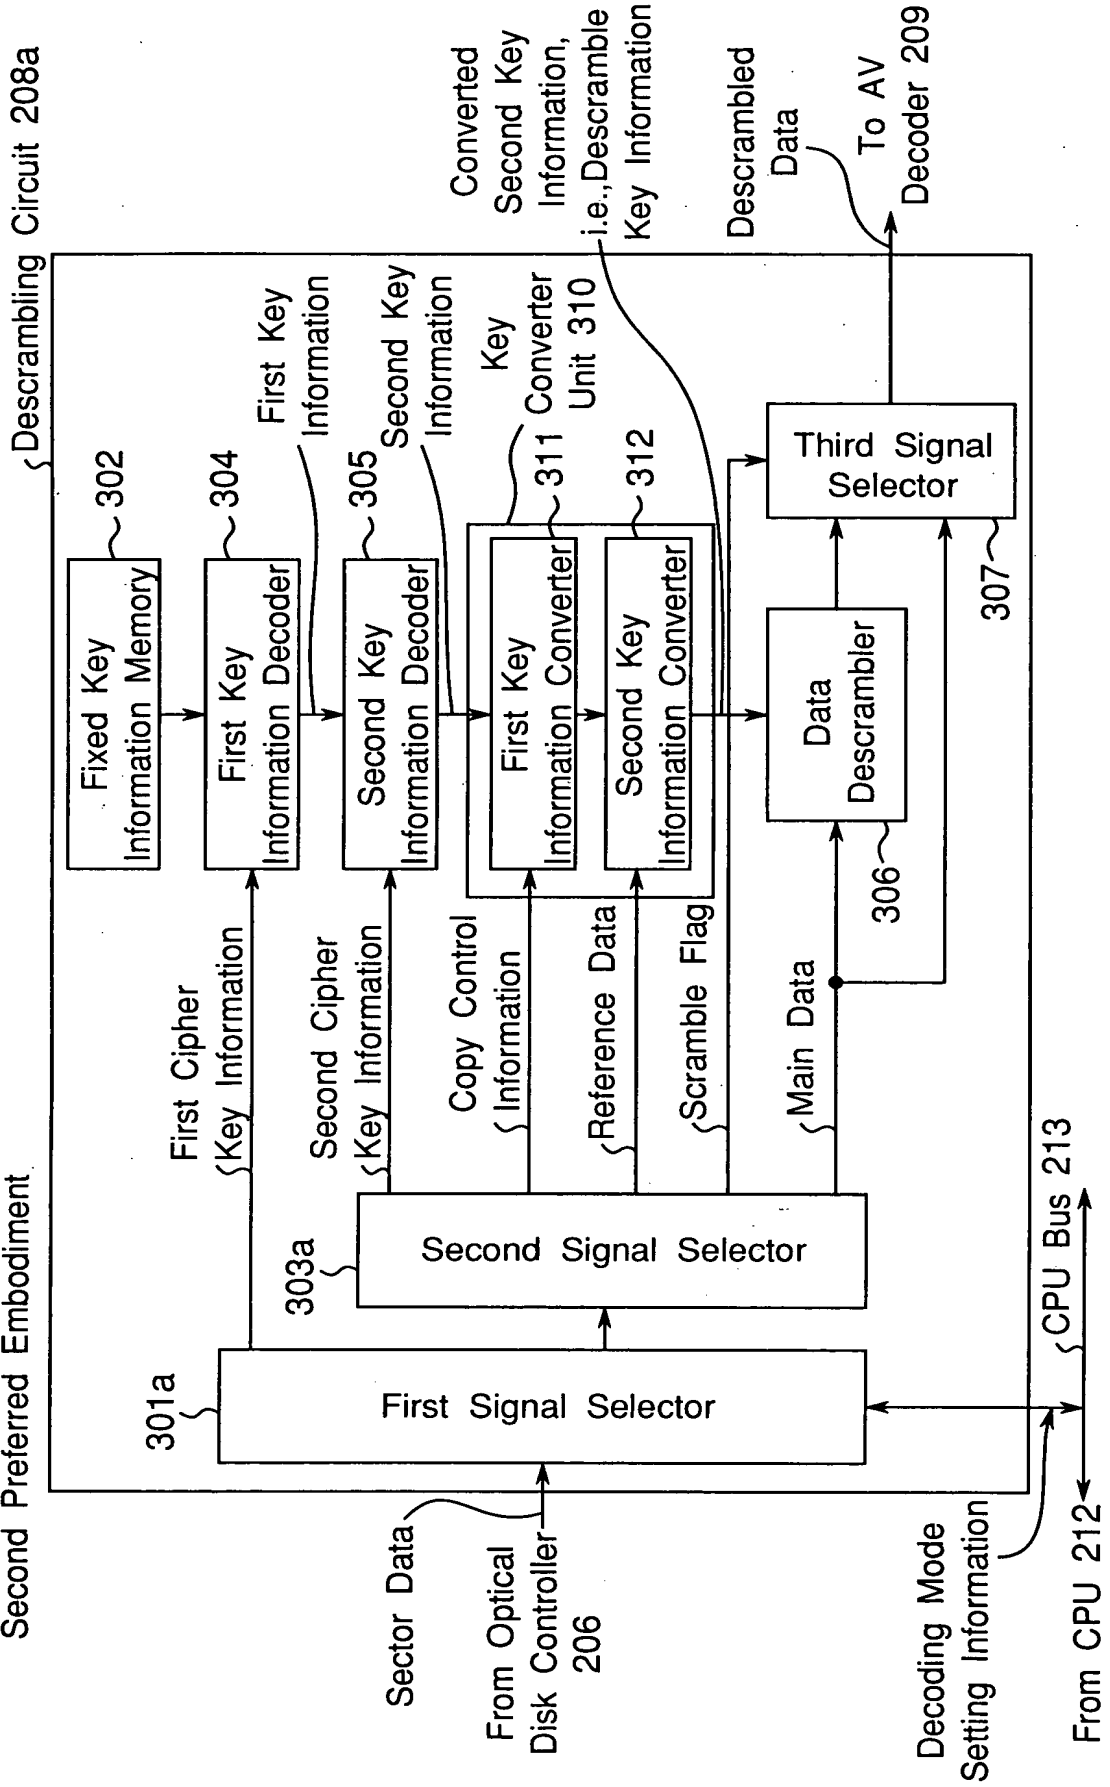 Second Preferred Embodiment
Descrambling Circuit 208a
Fixed Key
Information Memory
302
First Cipher
Key Information
First Key
Information Decoder
304
First Key
Information
Second Cipher
Key Information
Second Key
Information Decoder
305
Second Key
Information
Copy Control
Information
First Key
Information Converter
311
Key
Converter
Unit 310
Reference Data
Second Key
Information Converter
312
Converted
Second Key
Information,
i.e.,Descramble
Key Information
Scramble Flag
Main Data
Data
Descrambler
306
Third Signal
Selector
307
Descrambled
Data
To AV
Decoder 209
303a
Second Signal Selector
301a
First Signal Selector
Sector Data
From Optical
Disk Controller
206
Decoding Mode
Setting Information
CPU Bus 213
From CPU 212